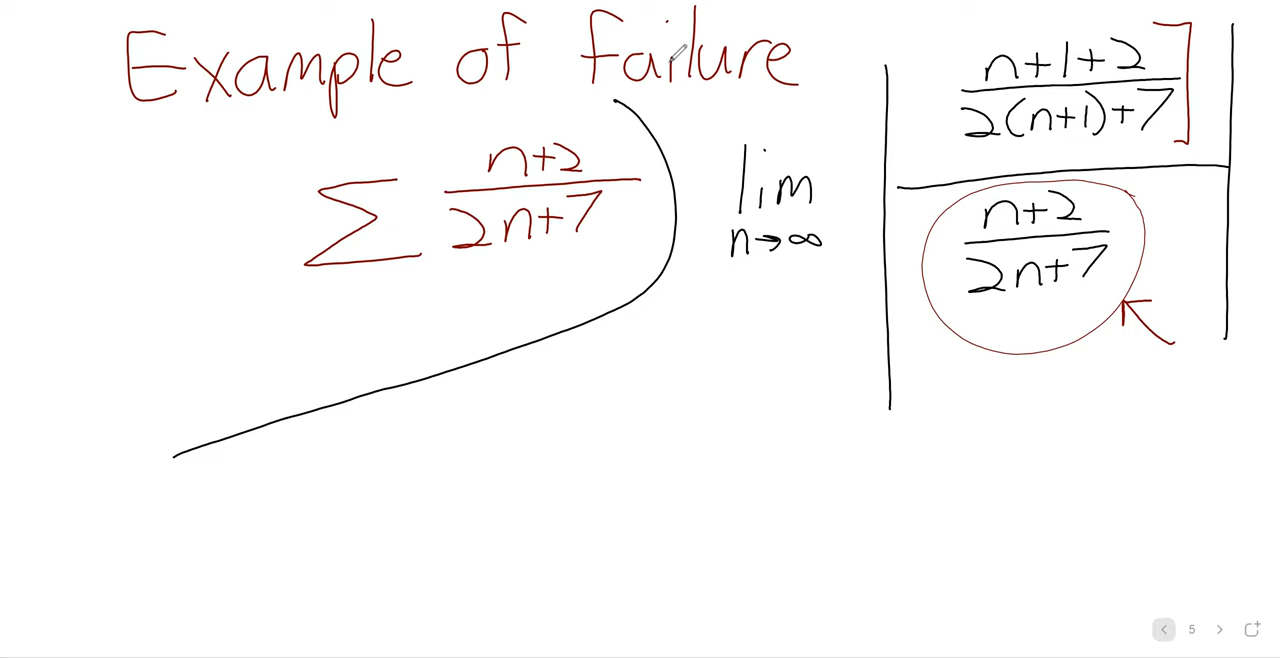 Example of failure
∑ n+2
2n+7
lim
n→∞
n+1+2
2(n+1)+7
n+2
2n+7
5